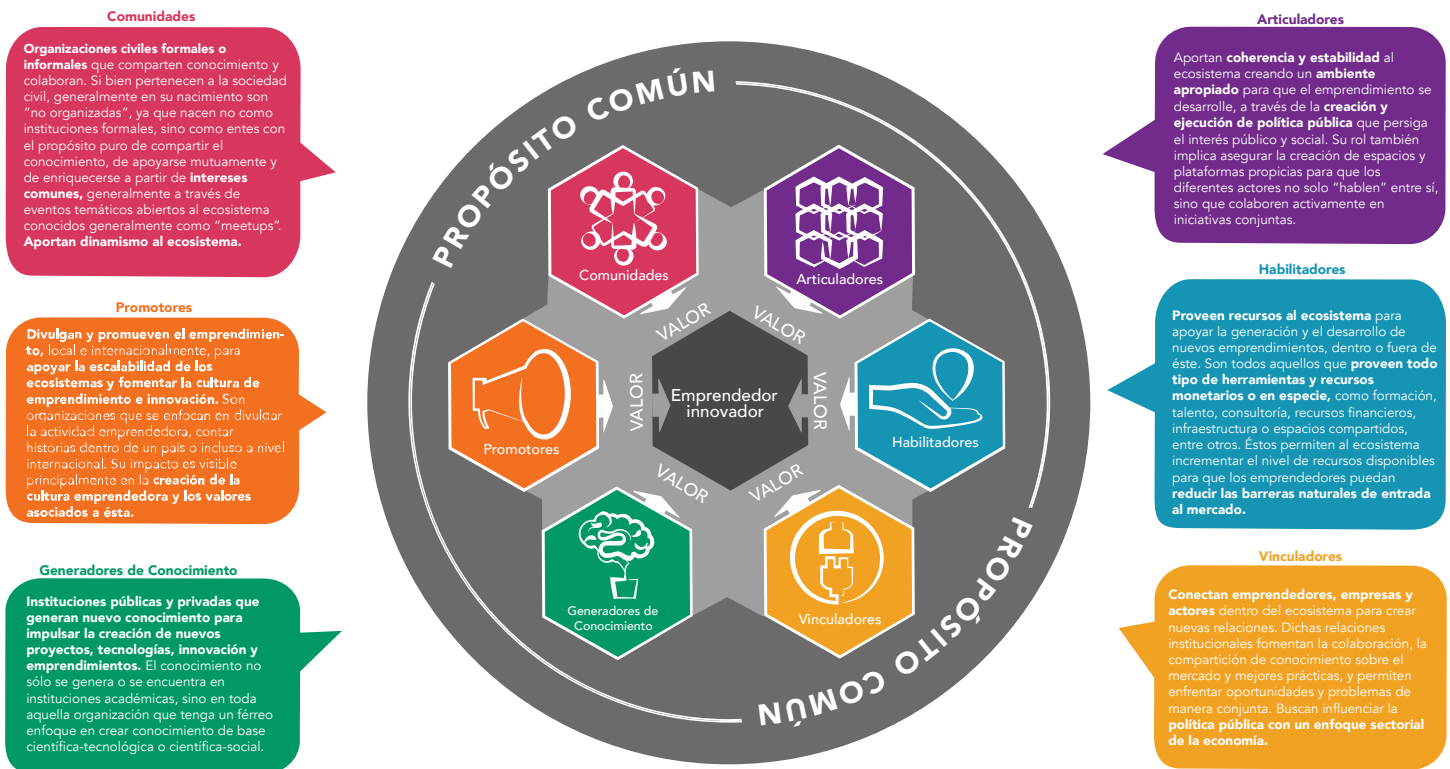 Comunidades
Organizaciones civiles formales o
informales que comparten conocimiento y
colaboran. Si bien pertenecen a la sociedad
civil, generalmente en su nacimiento son
“no organizadas”, ya que nacen no como
instituciones formales, sino como entes con
el propósito puro de compartir el
conocimiento, de apoyarse mutuamente y
de enriquecerse a partir de intereses
comunes, generalmente a través de
eventos temáticos abiertos al ecosistema
conocidos generalmente como “meetups”.
Aportan dinamismo al ecosistema.
Promotores
Divulgan y promueven el emprendimien-
to, local e internacionalmente, para
apoyar la escalabilidad de los
ecosistemas y fomentar la cultura de
emprendimiento e innovación. Son
organizaciones que se enfocan en divulgar
la actividad emprendedora, contar
historias dentro de un país o incluso a nivel
internacional. Su impacto es visible
principalmente en la creación de la
cultura emprendedora y los valores
asociados a ésta.
Generadores de Conocimiento
Instituciones públicas y privadas que
generan nuevo conocimiento para
impulsar la creación de nuevos
proyectos, tecnologías, innovación y
emprendimientos. El conocimiento no
sólo se genera o se encuentra en
instituciones académicas, sino en toda
aquella organización que tenga un férreo
enfoque en crear conocimiento de base
científica-tecnológica o científica-social.
PROPÓSITO COMÚN
Comunidades
Articuladores
VALOR
VALOR
Promotores
VALOR
Emprendedor
innovador
VALOR
Habilitadores
VALOR
VALOR
Generadores de
Conocimiento
Vinculadores
PROPÓSITO COMÚN
Articuladores
Aportan coherencia y estabilidad al
ecosistema creando un ambiente
apropiado para que el emprendimiento se
desarrolle, a través de la creación y
ejecución de política pública que persiga
el interés público y social. Su rol también
implica asegurar la creación de espacios y
plataformas propicias para que los
diferentes actores no solo “hablen” entre sí,
sino que colaboren activamente en
iniciativas conjuntas.
Habilitadores
Proveen recursos al ecosistema para
apoyar la generación y el desarrollo de
nuevos emprendimientos, dentro o fuera de
éste. Son todos aquellos que proveen todo
tipo de herramientas y recursos
monetarios o en especie, como formación,
talento, consultoría, recursos financieros,
infraestructura o espacios compartidos,
entre otros. Éstos permiten al ecosistema
incrementar el nivel de recursos disponibles
para que los emprendedores puedan
reducir las barreras naturales de entrada
al mercado.
Vinculadores
Conectan emprendedores, empresas y
actores dentro del ecosistema para crear
nuevas relaciones. Dichas relaciones
institucionales fomentan la colaboración, la
compartición de conocimiento sobre el
mercado y mejores prácticas, y permiten
enfrentar oportunidades y problemas de
manera conjunta. Buscan influenciar la
política pública con un enfoque sectorial
de la economía.